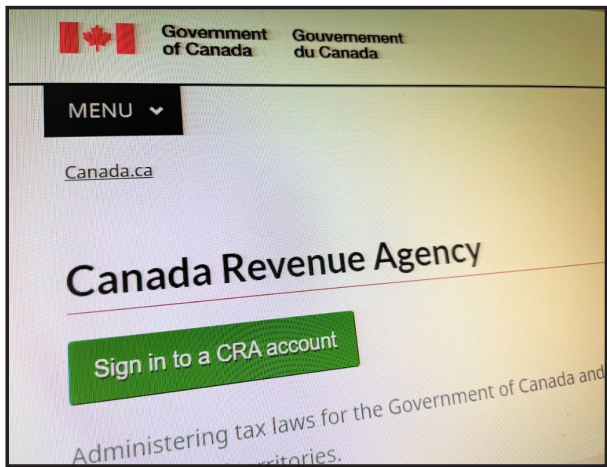 Government
of Canada
Gouvernement
du Canada
MENU
Canada.ca
Canada Revenue Agency
Sign in to a CRA account
Administering tax laws for the Government of Canada and
territories.